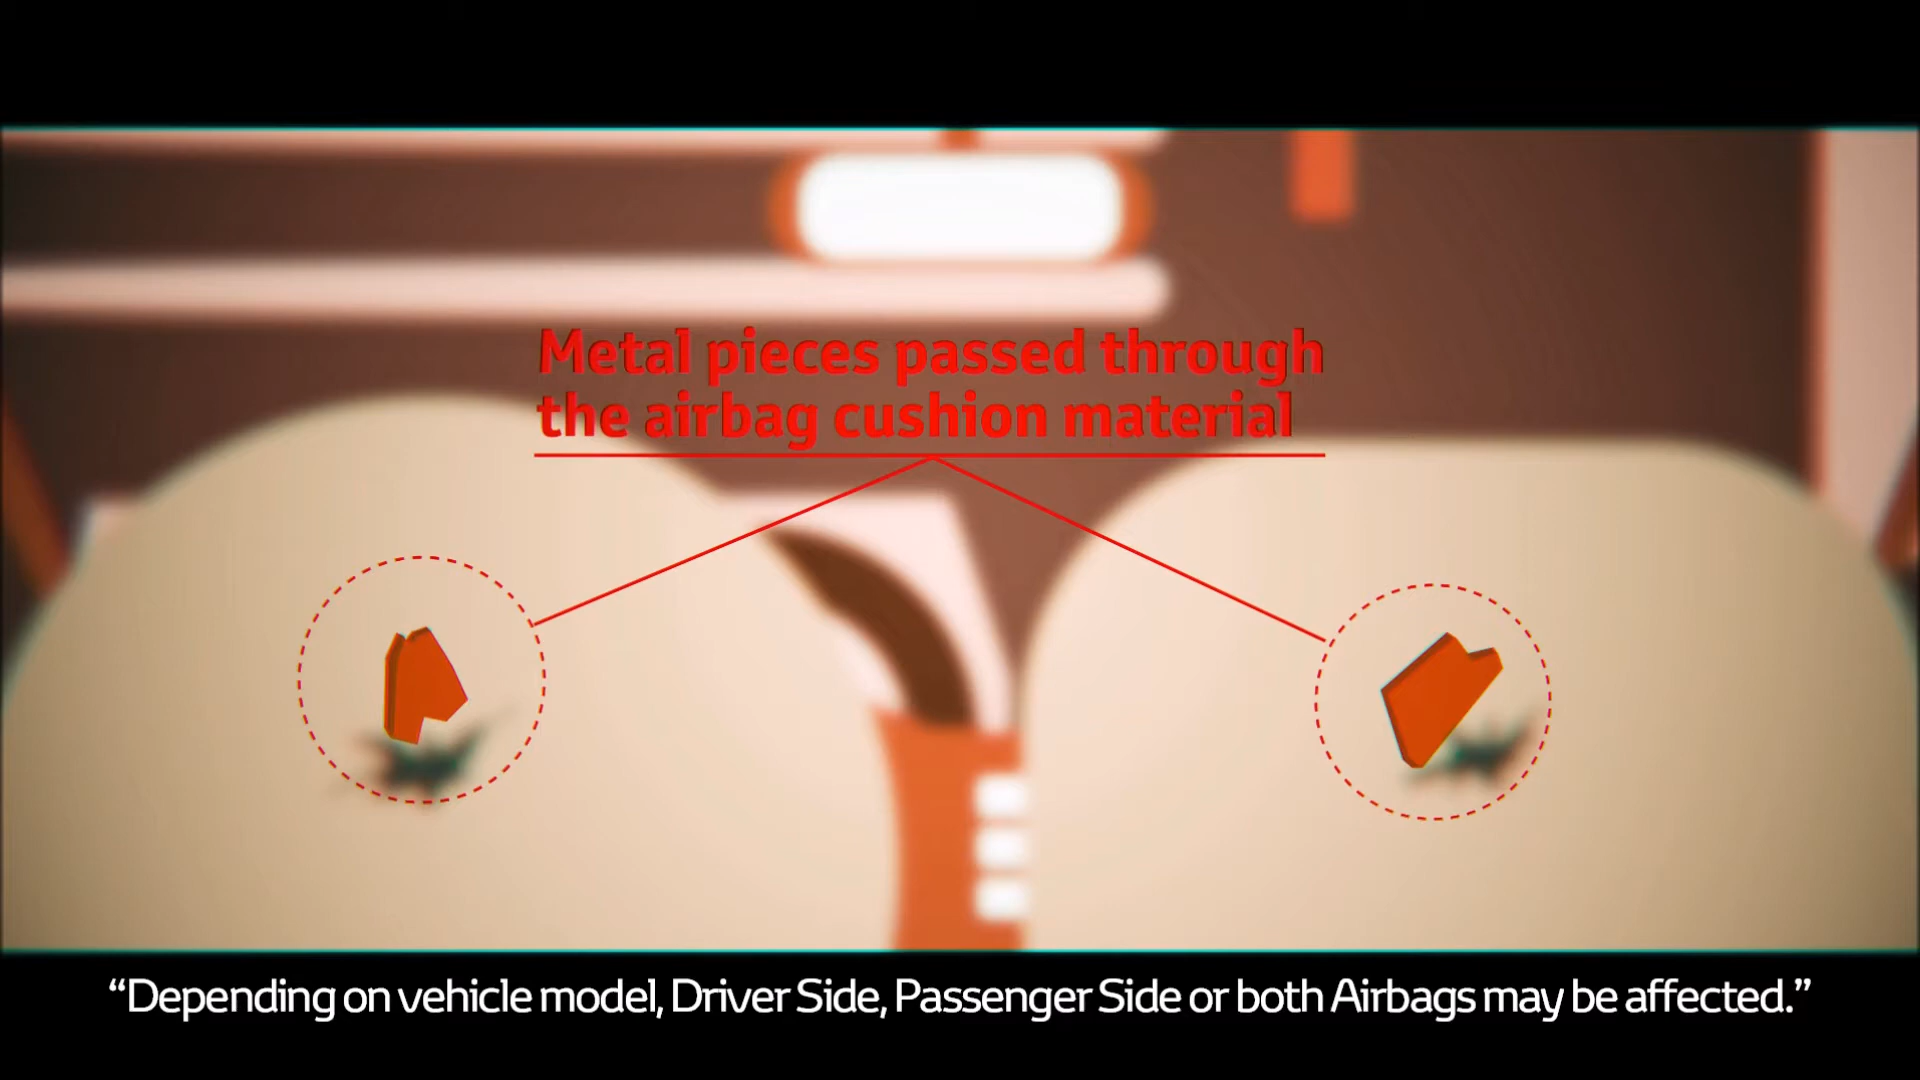 Metal pieces passed through
the airbag cushion material
“Depending on vehicle model, Driver Side, Passenger Side or both Airbags may be affected.”